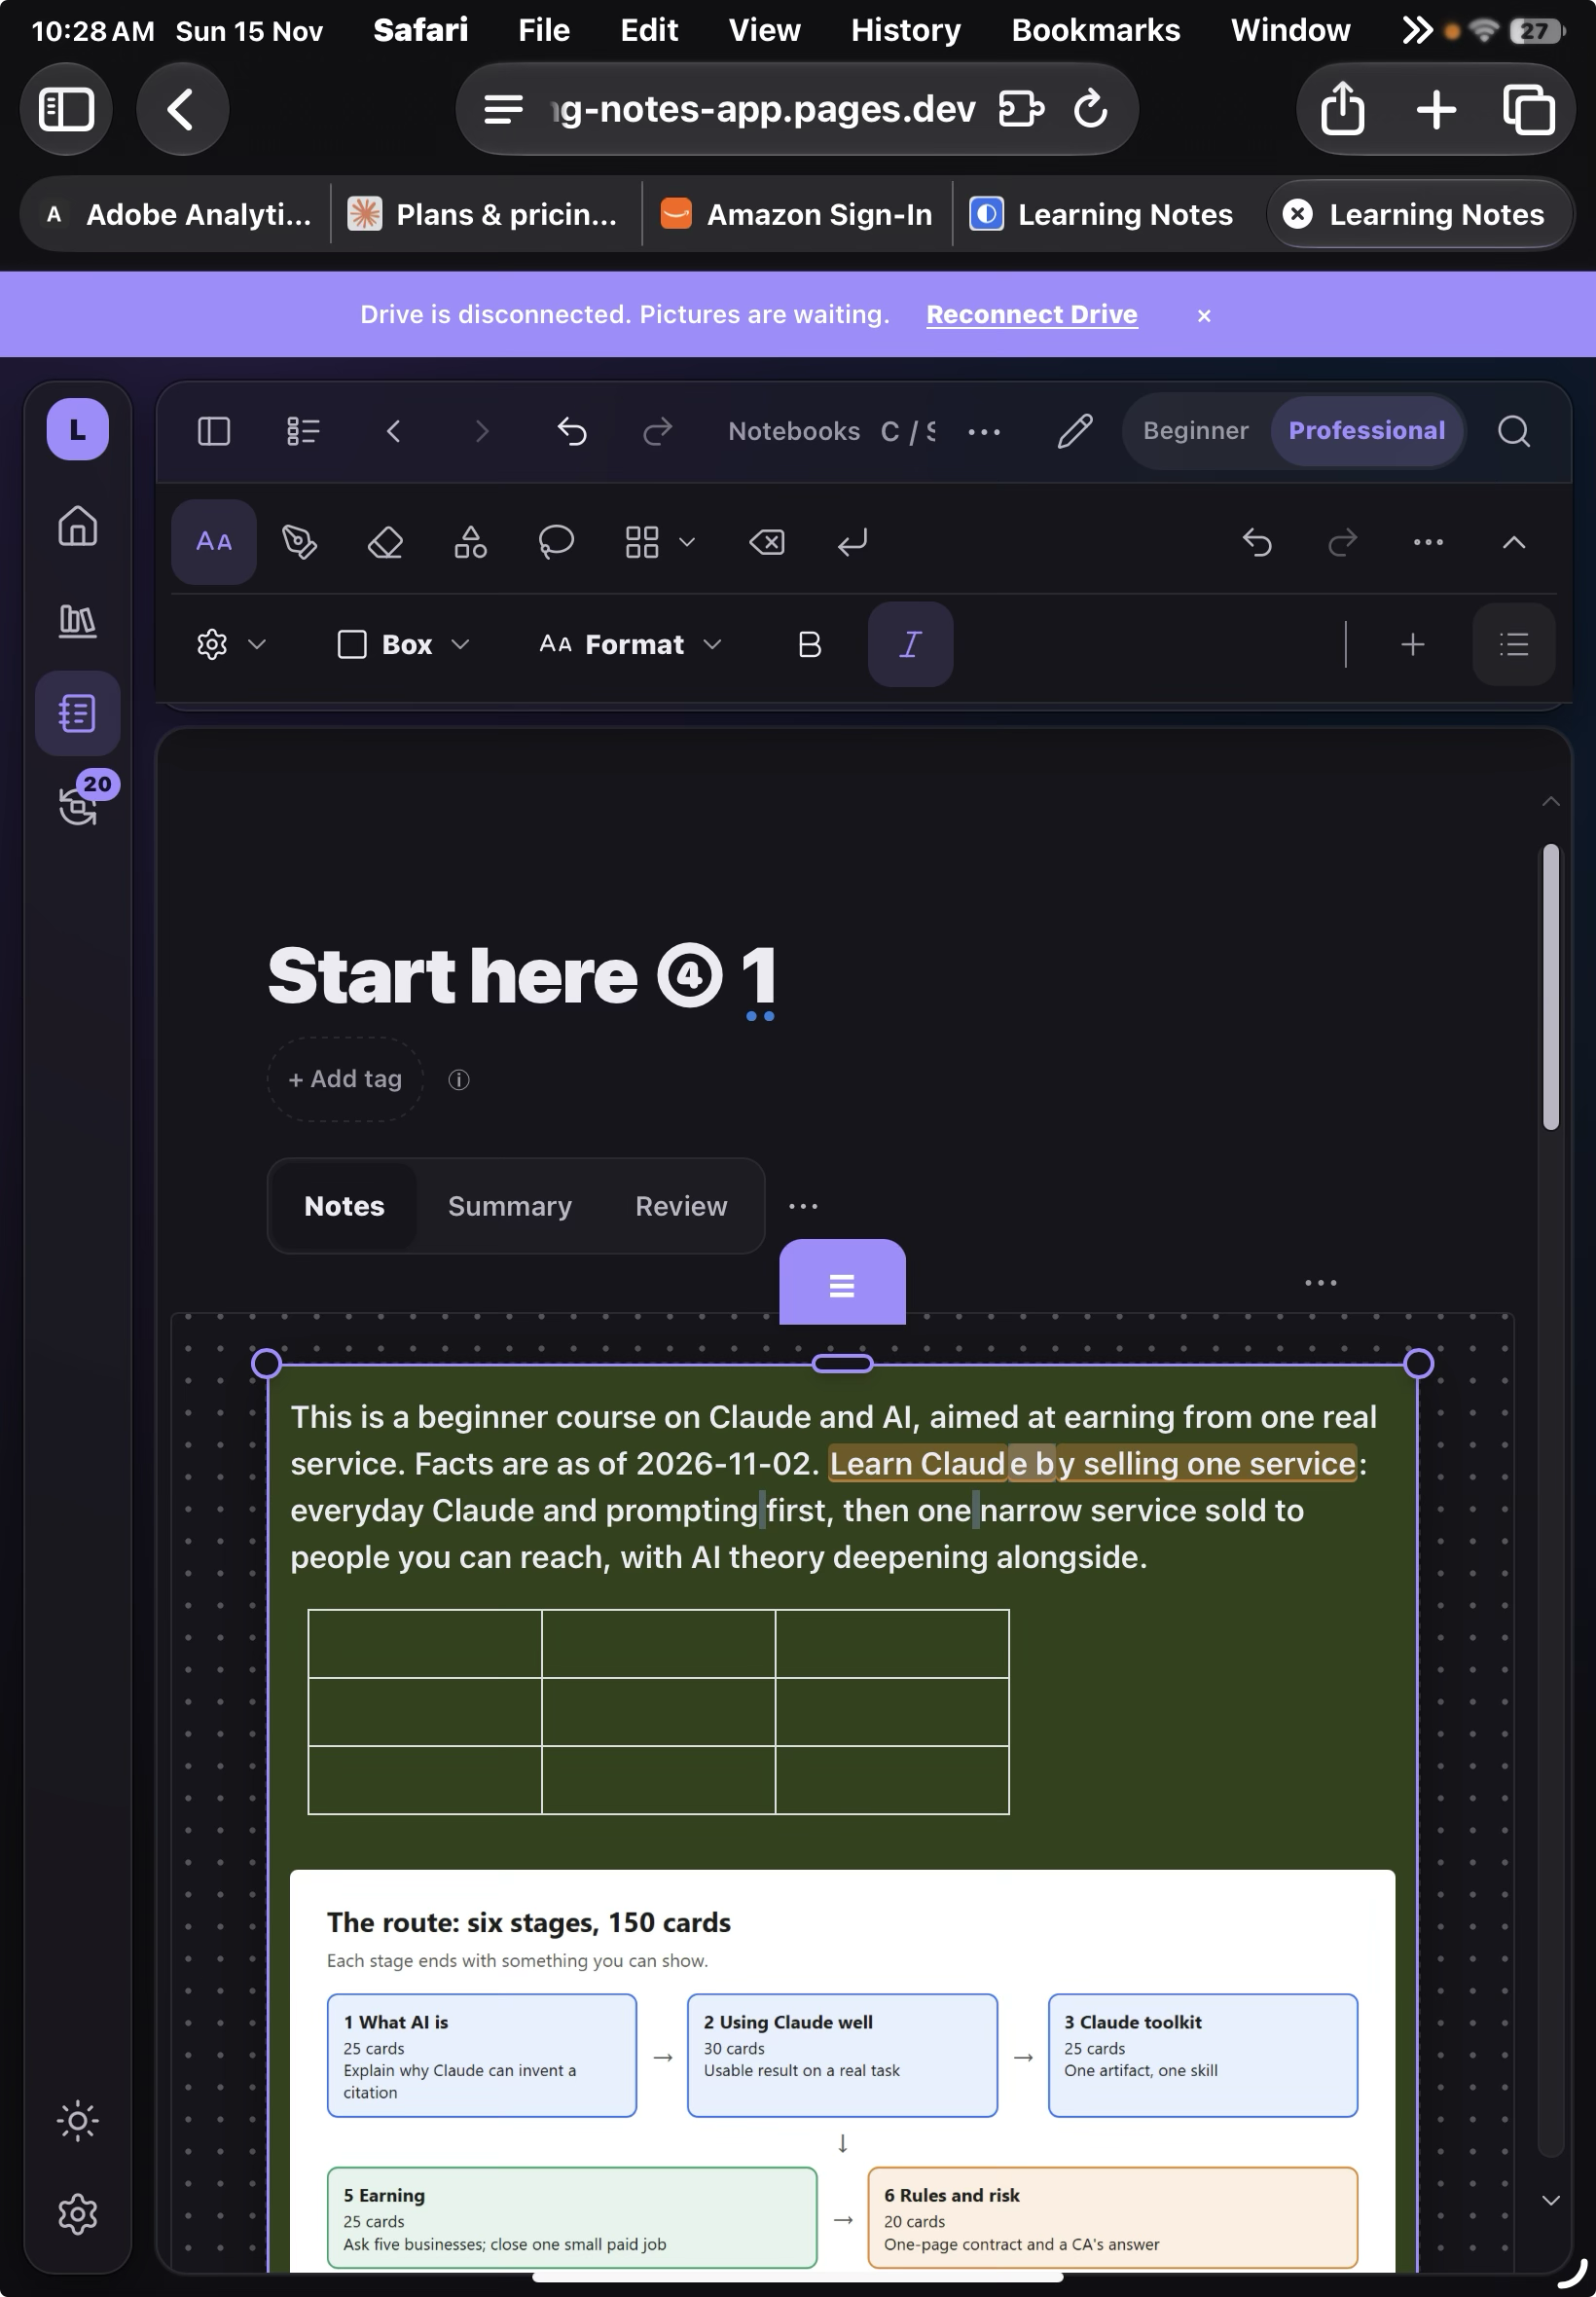 10:28 AM Sun 15 Nov Safari File Edit View History Bookmarks Window 27
g-notes-app.pages.dev
A Adobe Analyti... Plans & pricin... Amazon Sign-In Learning Notes Learning Notes
Drive is disconnected. Pictures are waiting. Reconnect Drive ×
L
Notebooks C / S ... Beginner Professional
AA
Box AA Format B I
20
Start here ④ 1
+ Add tag
Notes Summary Review ...
This is a beginner course on Claude and AI, aimed at earning from one real
service. Facts are as of 2026-11-02. Learn Claude by selling one service:
everyday Claude and prompting first, then one narrow service sold to
people you can reach, with AI theory deepening alongside.
The route: six stages, 150 cards
Each stage ends with something you can show.
1 What AI is
25 cards
Explain why Claude can invent a
citation
→
2 Using Claude well
30 cards
Usable result on a real task
→
3 Claude toolkit
25 cards
One artifact, one skill
↓
5 Earning
25 cards
Ask five businesses; close one small paid job
→
6 Rules and risk
20 cards
One-page contract and a CA's answer